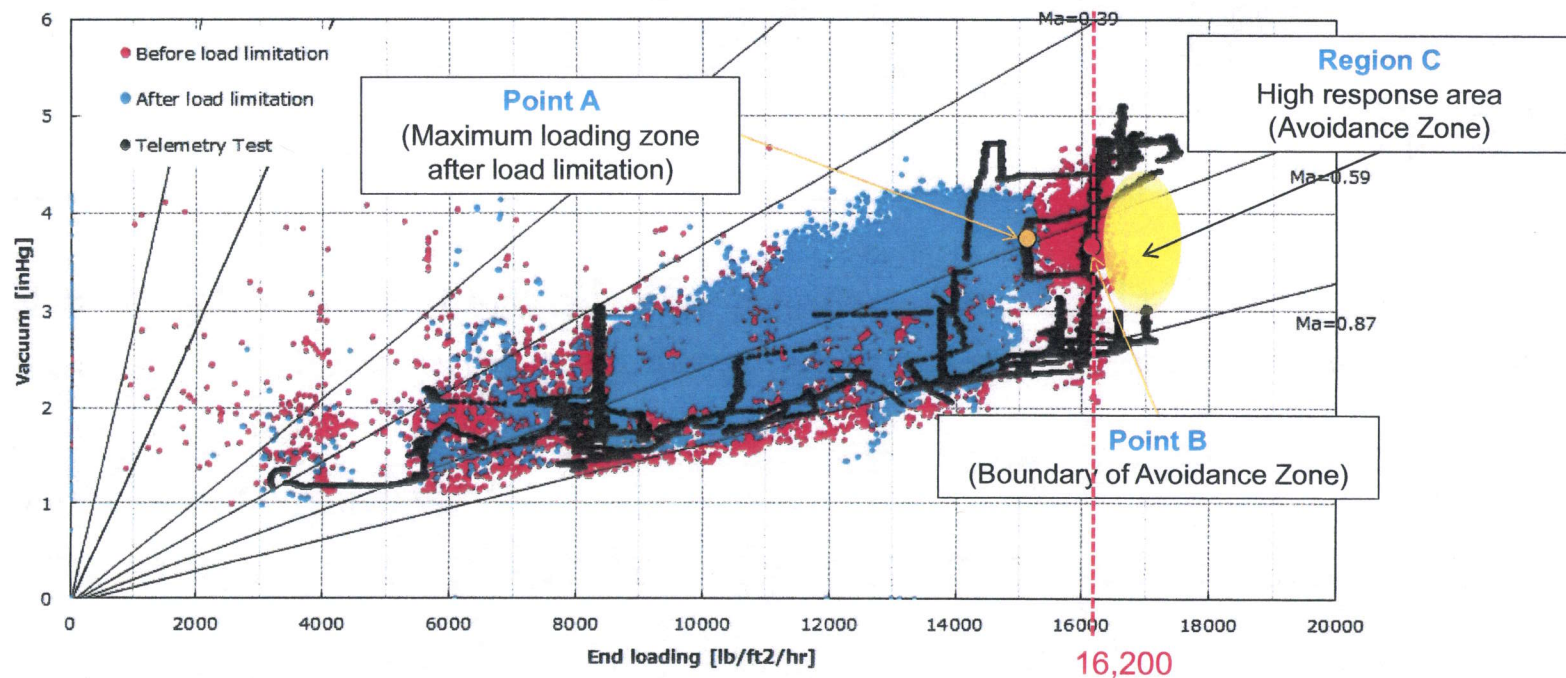 6
5
4
3
2
1
0
Vacuum [inHg]
Before load limitation
After load limitation
Telemetry Test
Point A
(Maximum loading zone
after load limitation)
Ma=0.39
Region C
High response area
(Avoidance Zone)
Ma=0.59
Ma=0.87
Point B
(Boundary of Avoidance Zone)
0 2000 4000 6000 8000 10000 12000 14000 16000 18000 20000
End loading [lb/ft2/hr]
16,200